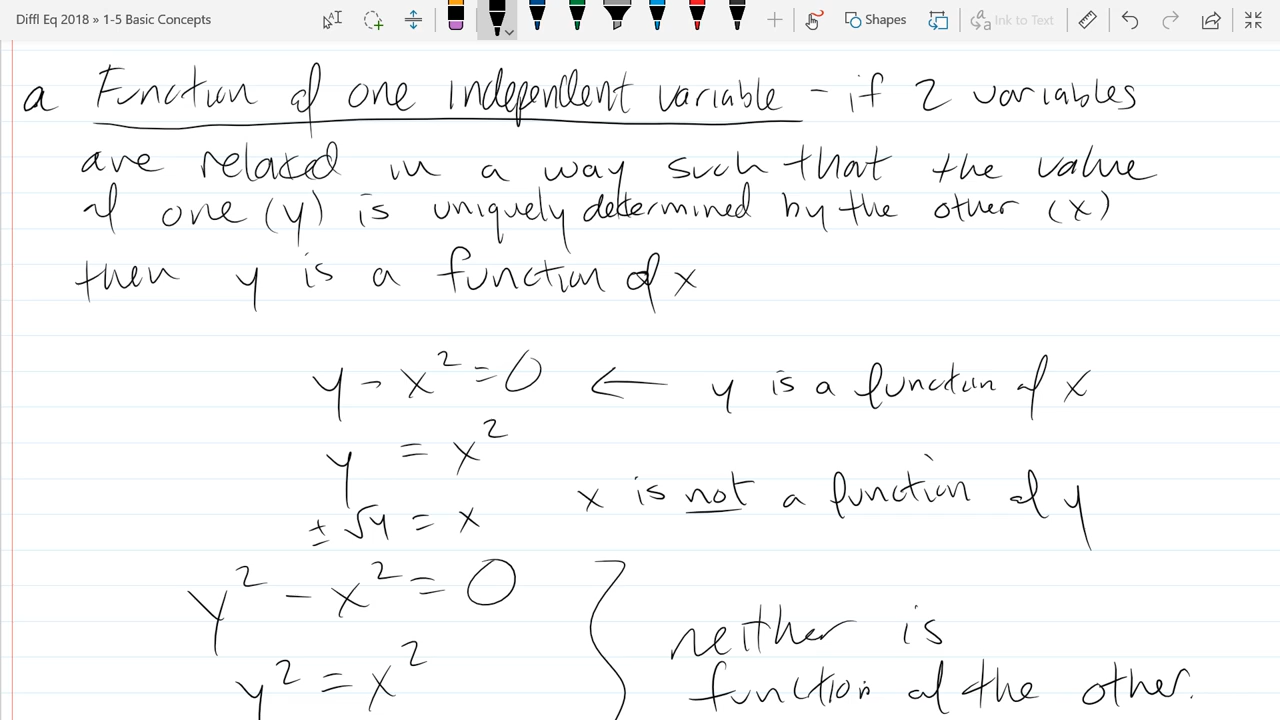 Diffl Eq 2018 » 1-5 Basic Concepts
Shapes
Ink to Text
a Function of one independent variable - if 2 variables
are related in a way such that the value
of one (y) is uniquely determined by the other (x)
then y is a function of x
y - x² = 0 ← y is a function of x
y = x²
x is not a function of y
± √y = x
y² - x² = 0
neither is
y² = x²
function of the other.